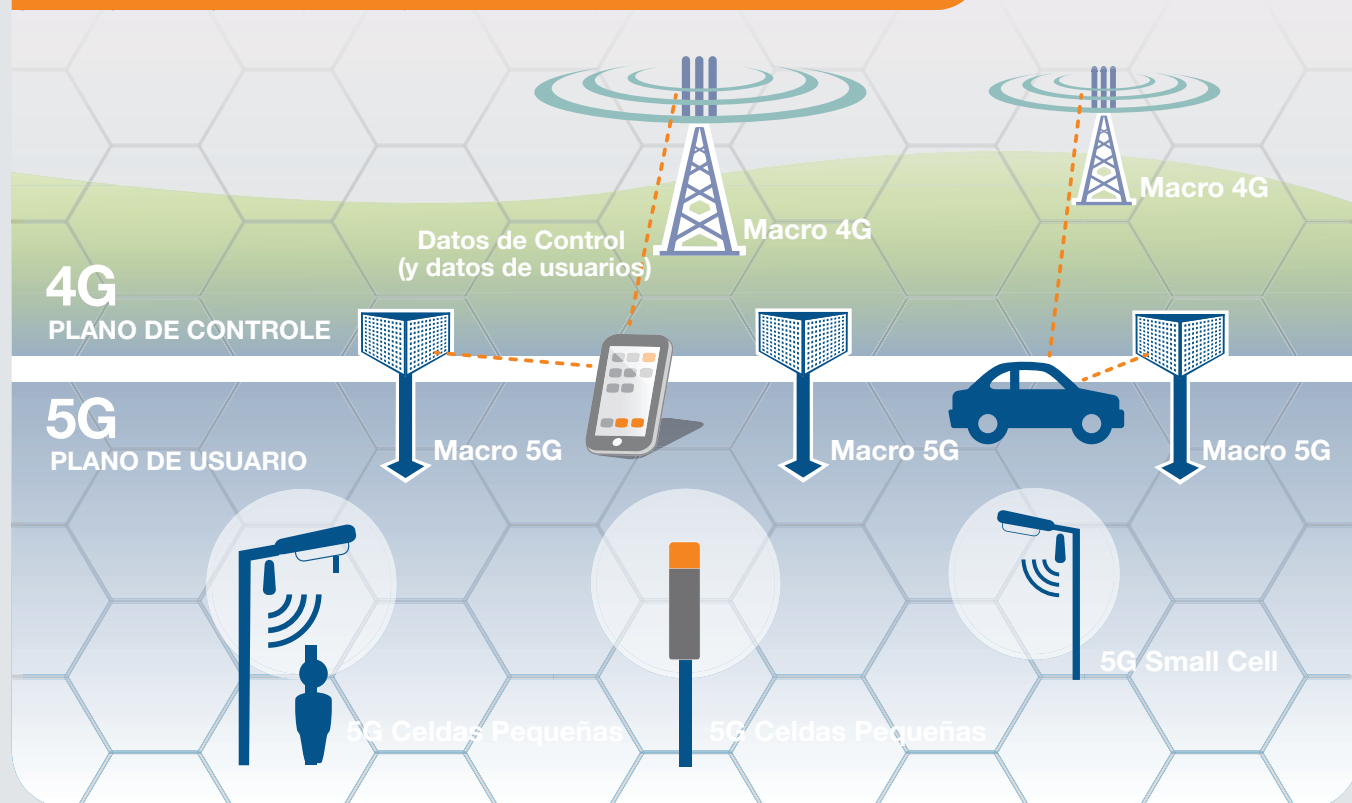 Macro 4G
Macro 4G
Datos de Control
(y datos de usuarios)
4G
PLANO DE CONTROLE
5G
PLANO DE USUARIO
Macro 5G
Macro 5G
Macro 5G
5G Small Cell
5G Celdas Pequeñas
5G Celdas Pequeñas